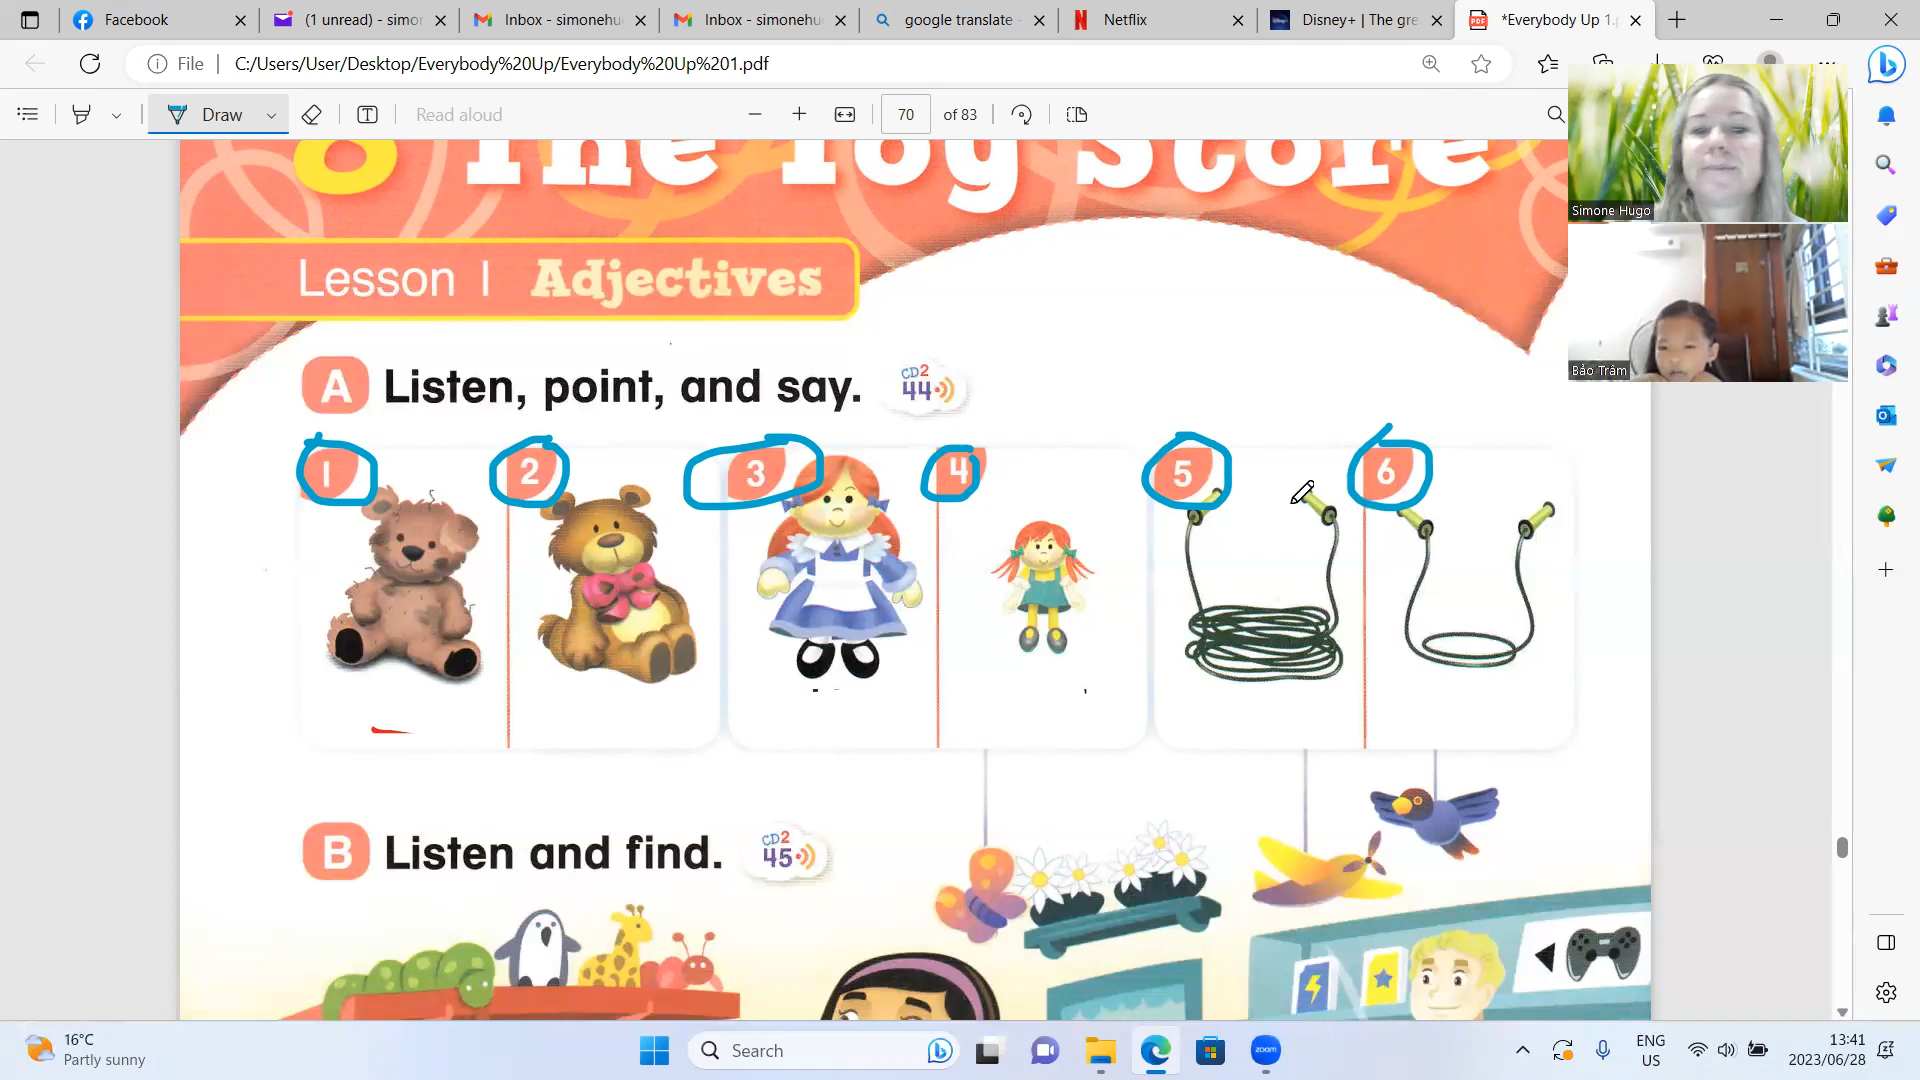 Facebook
(1 unread) - simor
Inbox - simonehu
Inbox - simonehu
google translate -
Netflix
Disney+ | The gre
*Everybody Up 1.p
File
C:/Users/User/Desktop/Everybody%20Up/Everybody%20Up%201.pdf
Draw
Read aloud
70 of 83
8 The Toy Store
Simone Hugo
Lesson 1 Adjectives
Bảo Trâm
A Listen, point, and say.
CD2
44
1 2 3 4 5 6
B Listen and find.
CD2
45
16°C
Partly sunny
Search
zoom
ENG
US
13:41
2023/06/28